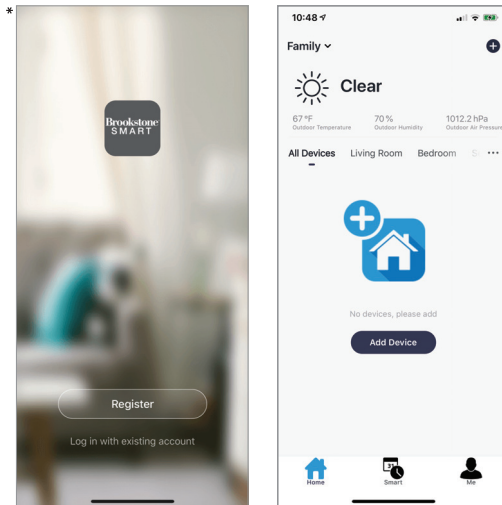 *
Brookstone
SMART
Register
Log in with existing account
10:48
Family
Clear
67 °F
70 %
1012.2 hPa
Outdoor Temperature
Outdoor Humidity
Outdoor Air Pressure
All Devices Living Room Bedroom ...
No devices, please add
Add Device
31
Home
Smart
Me